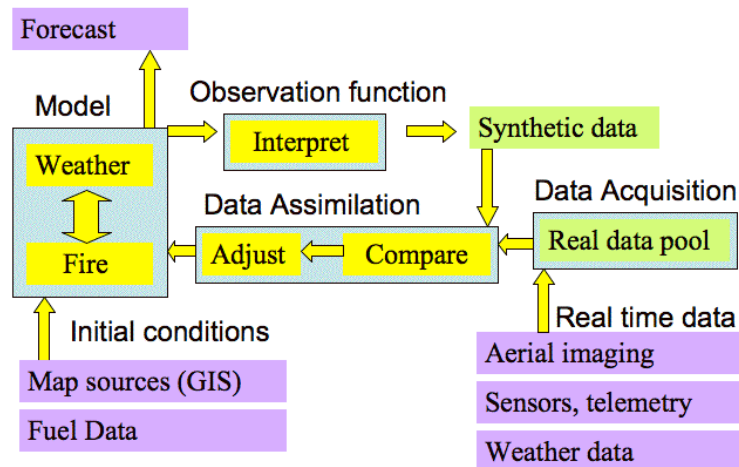 Forecast
Model
Observation function
Weather
Interpret
Synthetic data
Data Assimilation
Data Acquisition
Fire
Adjust
Compare
Real data pool
Initial conditions
Real time data
Map sources (GIS)
Aerial imaging
Fuel Data
Sensors, telemetry
Weather data